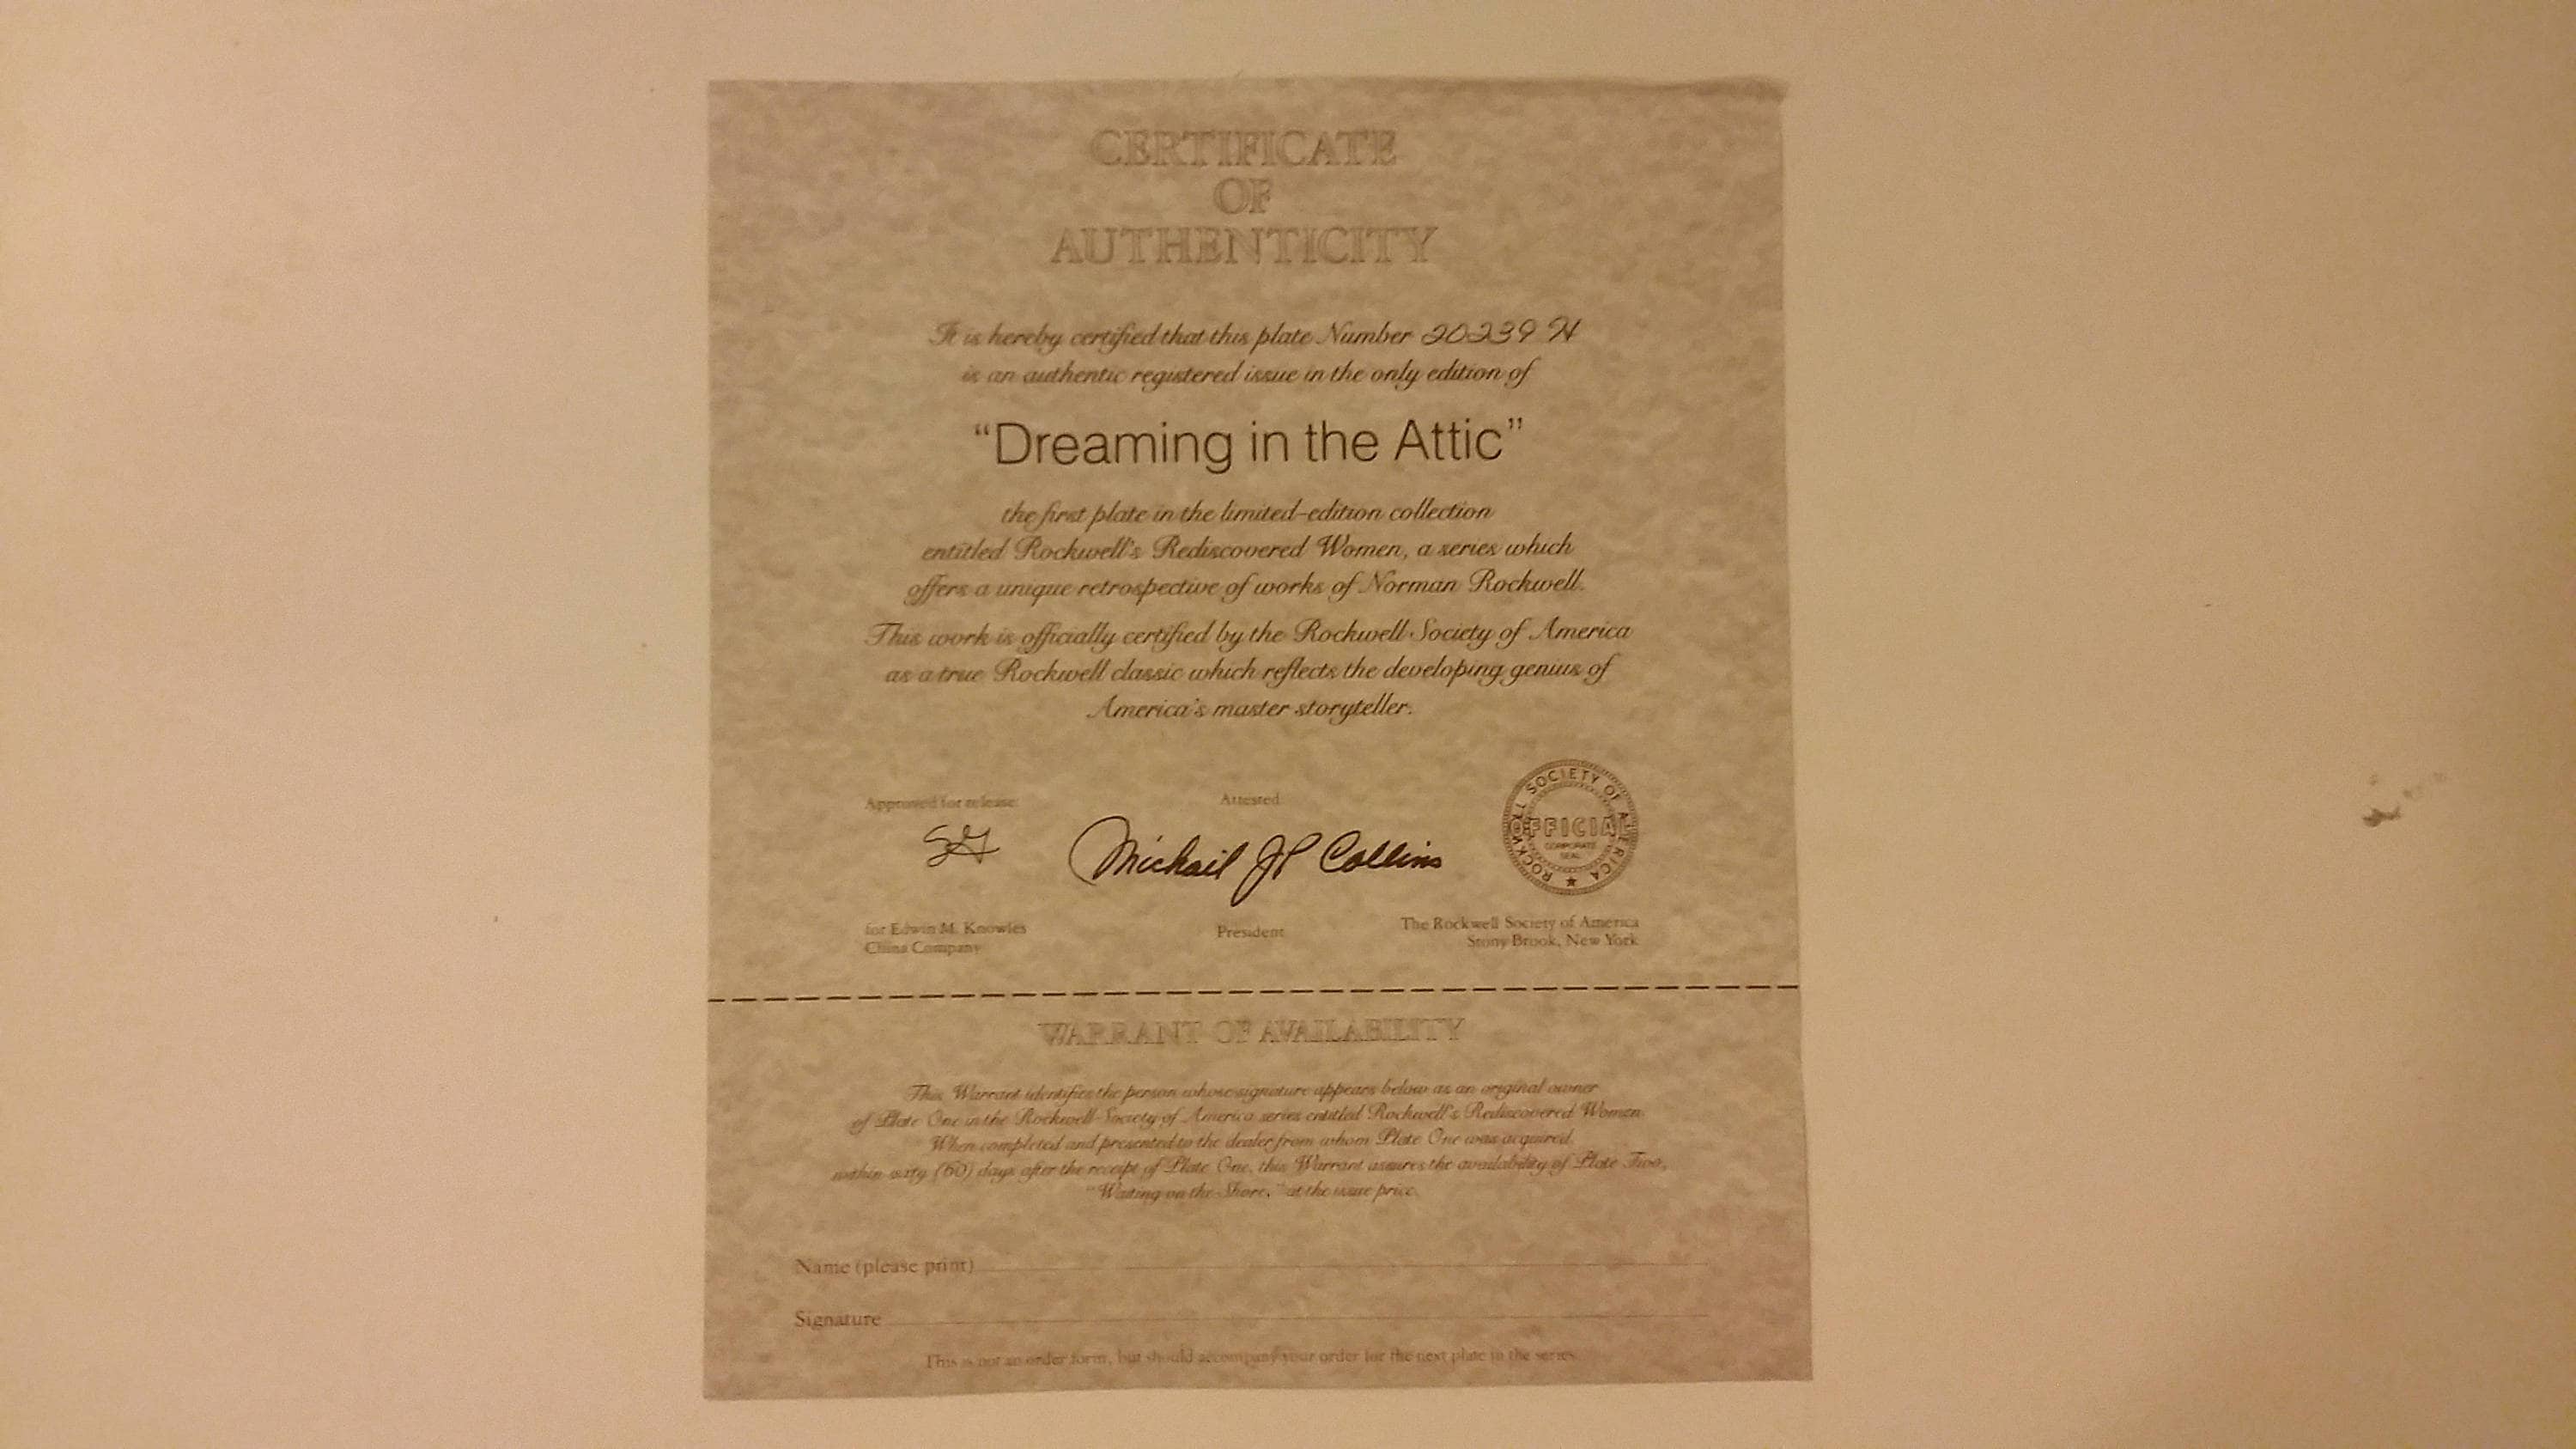 CERTIFICATE
OF
AUTHENTICITY
It is hereby certified that this plate Number 20239 H
is an authentic registered issue in the only edition of
“Dreaming in the Attic”
the first plate in the limited-edition collection
entitled Rockwell's Rediscovered Women, a series which
offers a unique retrospective of works of Norman Rockwell.
This work is officially certified by the Rockwell Society of America
as a true Rockwell classic which reflects the developing genius of
America's master storyteller.
Approved for release:
Attested:
Michail JP Collins
ROCKWELL SOCIETY OF AMERICA
OFFICIAL
CORPORATE
SEAL
for Edwin M. Knowles
China Company
President
The Rockwell Society of America
Stony Brook, New York
WARRANT OF AVAILABILITY
This Warrant identifies the person whose signature appears below as an original owner
of Plate One in the Rockwell Society of America series entitled Rockwell's Rediscovered Women.
When completed and presented to the dealer from whom Plate One was acquired,
within sixty (60) days after the receipt of Plate One, this Warrant assures the availability of Plate Two,
“Waiting on the Shore,” at the issue price.
Name (please print)
Signature
This is not an order form, but should accompany your order for the next plate in the series.